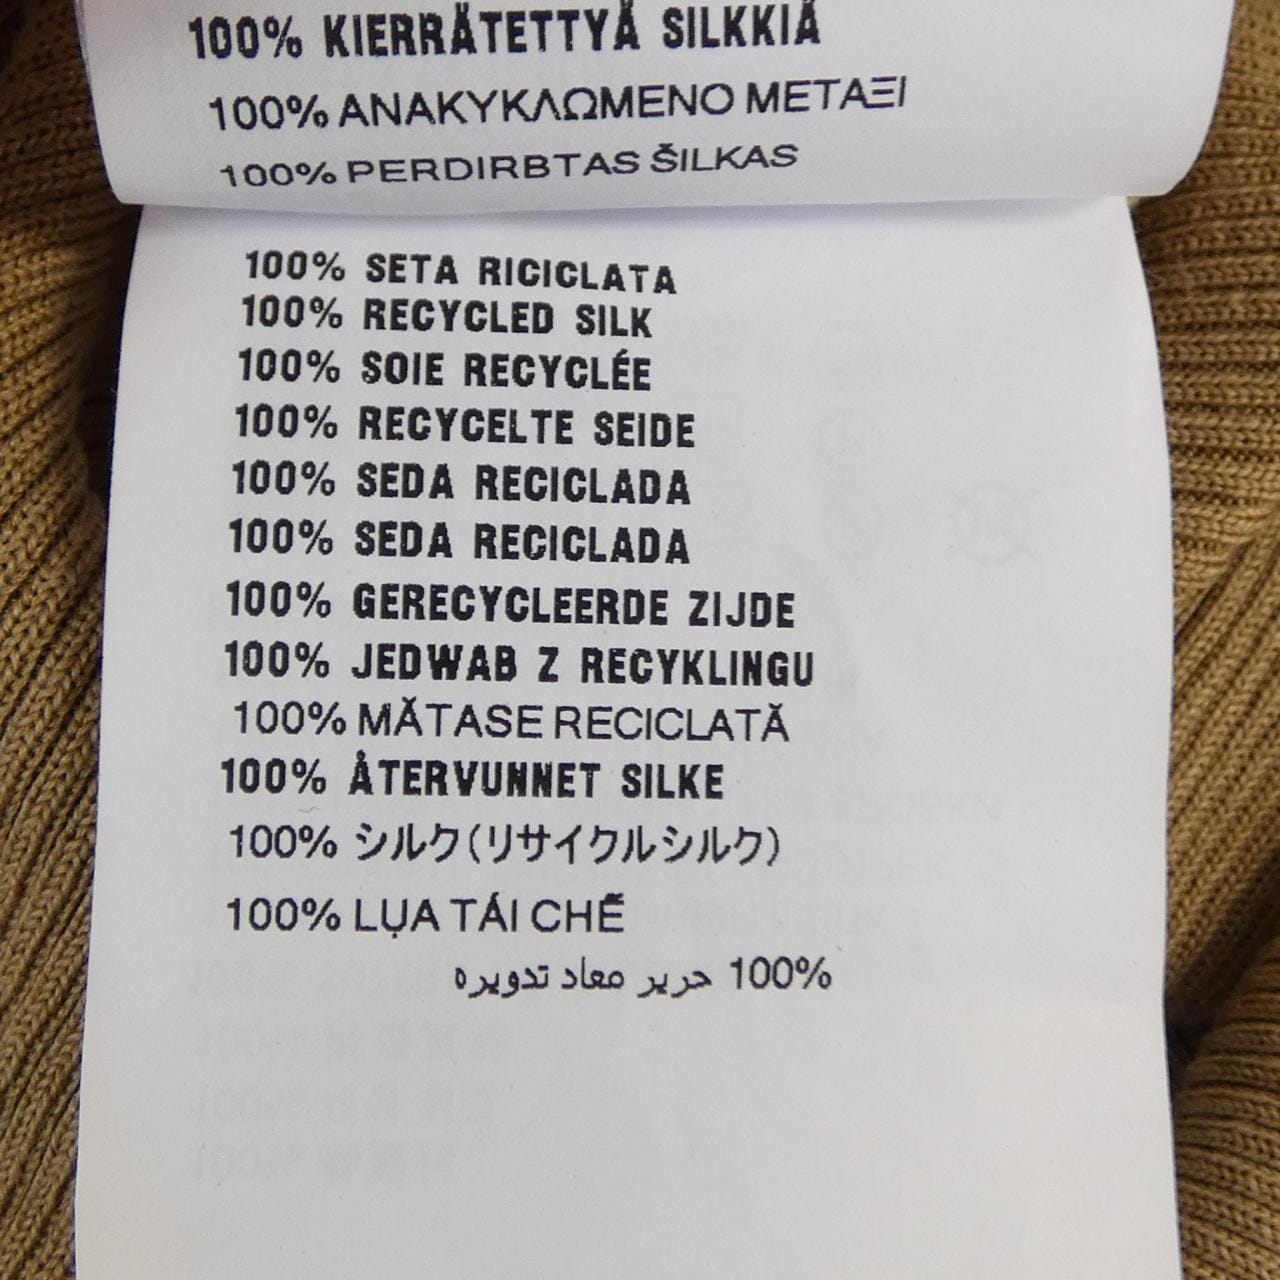 100% KIERRÄTETTYÄ SILKKIÄ
100% ΑΝΑΚΥΚΛΩΜΕΝΟ ΜΕΤΑΞΙ
100% PERDIRBTAS ŠILKAS
100% SETA RICICLATA
100% RECYCLED SILK
100% SOIE RECYCLÉE
100% RECYCELTE SEIDE
100% SEDA RECICLADA
100% SEDA RECICLADA
100% GERECYCLEERDE ZIJDE
100% JEDWAB Z RECYKLINGU
100% MĂTASE RECICLATĂ
100% ÅTERVUNNET SILKE
100% シルク(リサイクルシルク)
100% LỤA TÁI CHẾ
100% حرير معاد تدويره